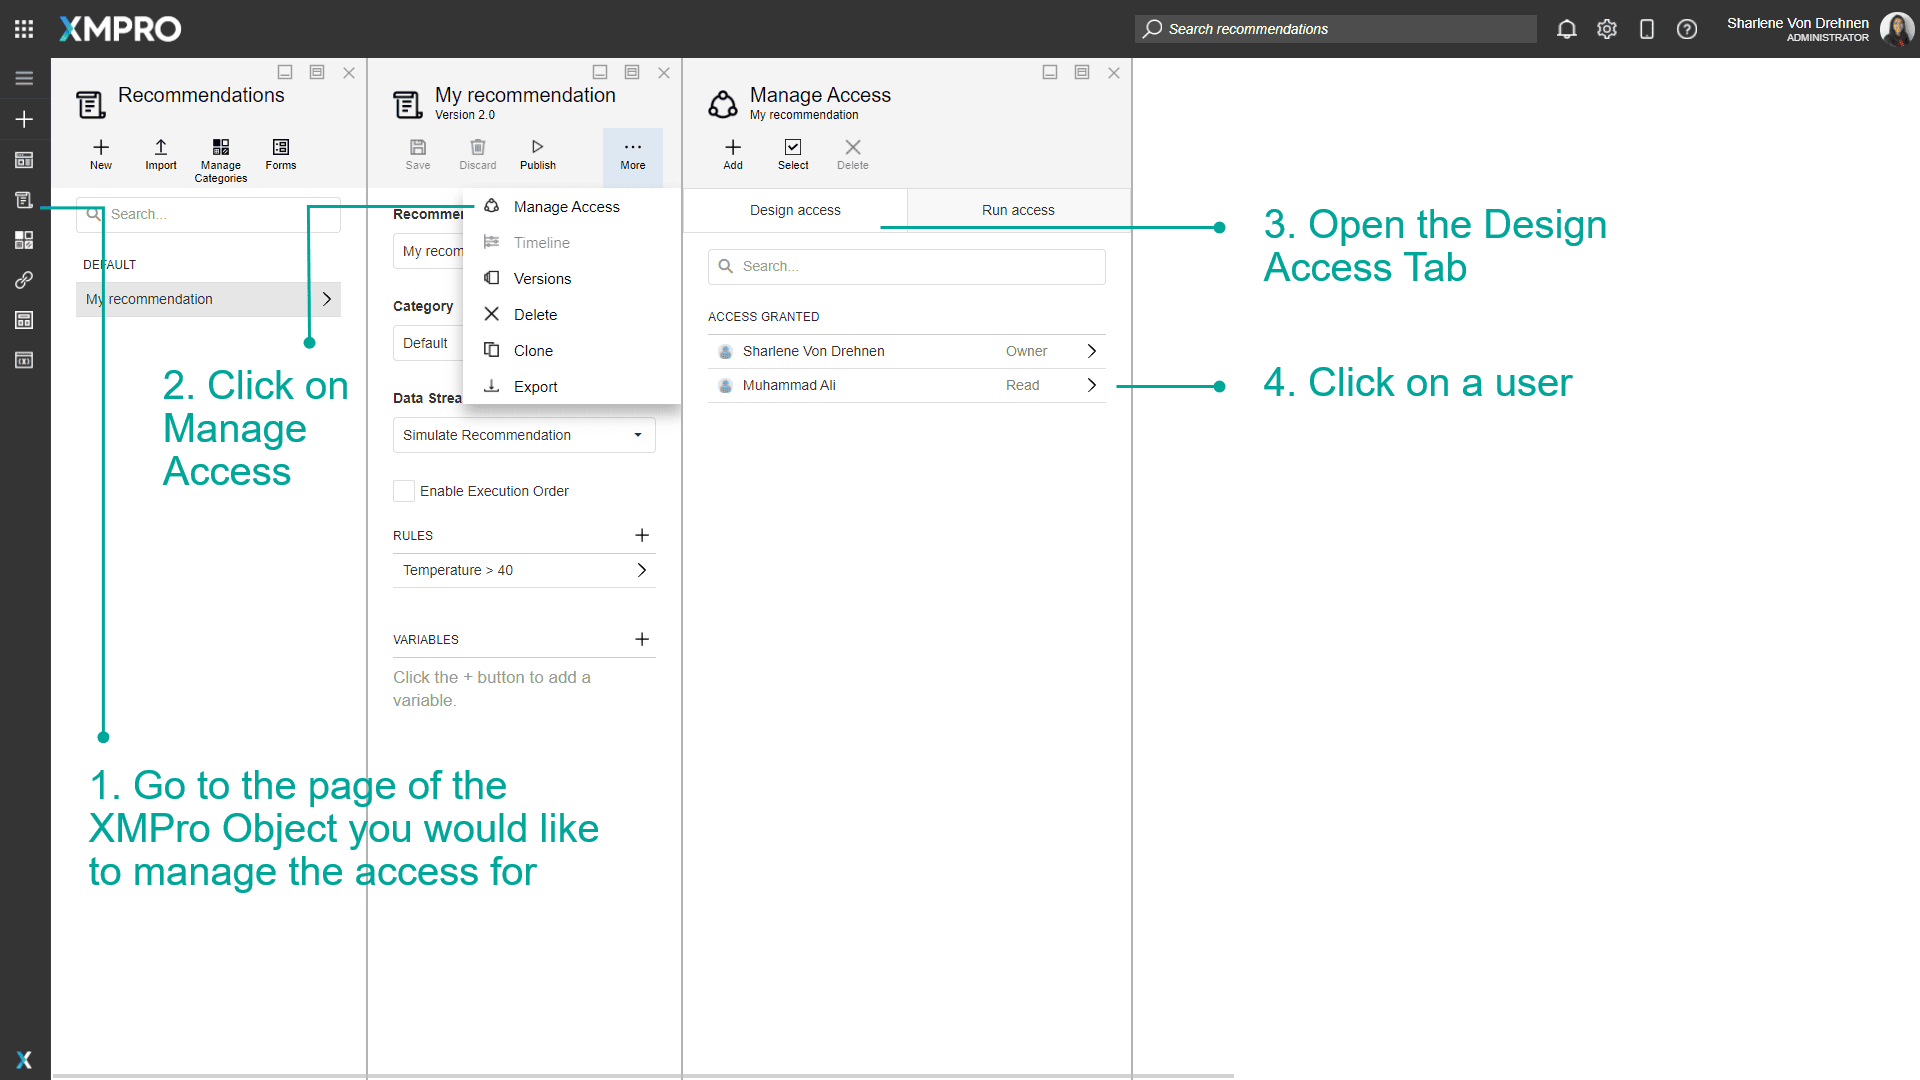 XMPRO
Search recommendations
Sharlene Von Drehnen
ADMINISTRATOR
Recommendations
New
Import
Manage
Categories
Forms
Search...
DEFAULT
My recommendation
My recommendation
Version 2.0
Save
Discard
Publish
More
Manage Access
Timeline
Versions
Delete
Clone
Export
Recommen
My recom
Category
Default
Data Strea
Simulate Recommendation
Enable Execution Order
RULES
Temperature > 40
VARIABLES
Click the + button to add a
variable.
Manage Access
My recommendation
Add
Select
Delete
Design access
Run access
Search...
ACCESS GRANTED
Sharlene Von Drehnen Owner
Muhammad Ali Read
1. Go to the page of the
XMPro Object you would like
to manage the access for
2. Click on
Manage
Access
3. Open the Design
Access Tab
4. Click on a user